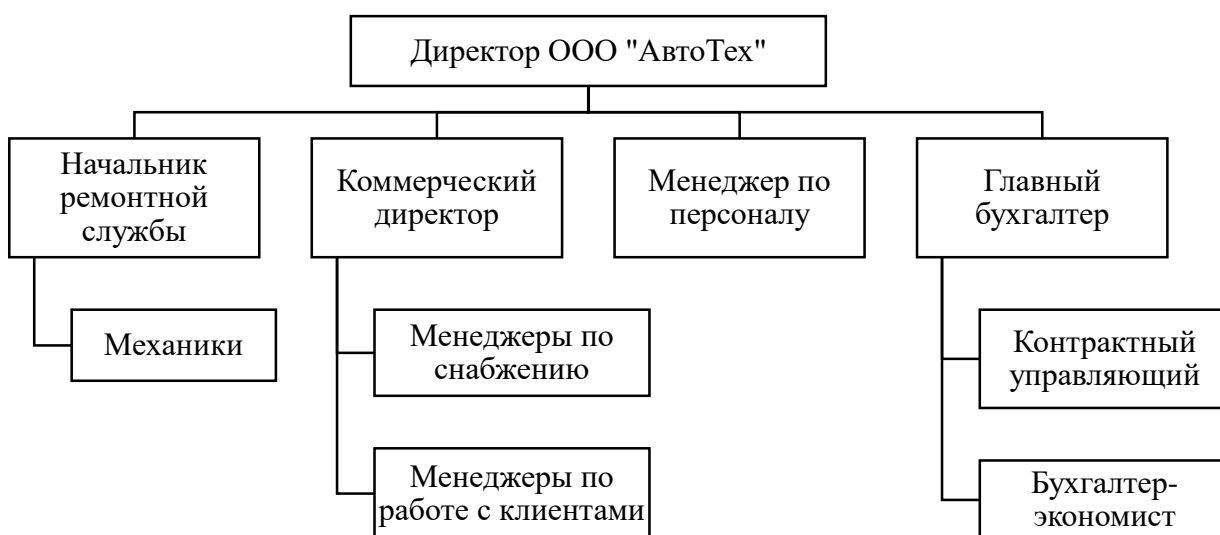 Директор ООО "АвтоТех"
Начальник
ремонтной
службы
Коммерческий
директор
Менеджер по
персоналу
Главный
бухгалтер
Механики
Менеджеры по
снабжению
Контрактный
управляющий
Менеджеры по
работе с клиентами
Бухгалтер-
экономист